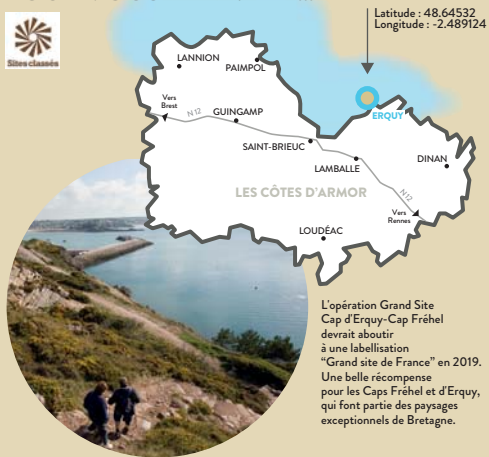 Latitude : 48.64532
Longitude : -2.489124
Sites classés
LANNION
PAIMPOL
Vers
Brest
N12
GUINGAMP
ERQUY
SAINT-BRIEUC
LAMBALLE
DINAN
LES CÔTES D'ARMOR
N12
Vers
Rennes
LOUDÉAC
L'opération Grand Site
Cap d'Erquy-Cap Fréhel
devrait aboutir
à une labellisation
“Grand site de France” en 2019.
Une belle récompense
pour les Caps Fréhel et d'Erquy,
qui font partie des paysages
exceptionnels de Bretagne.